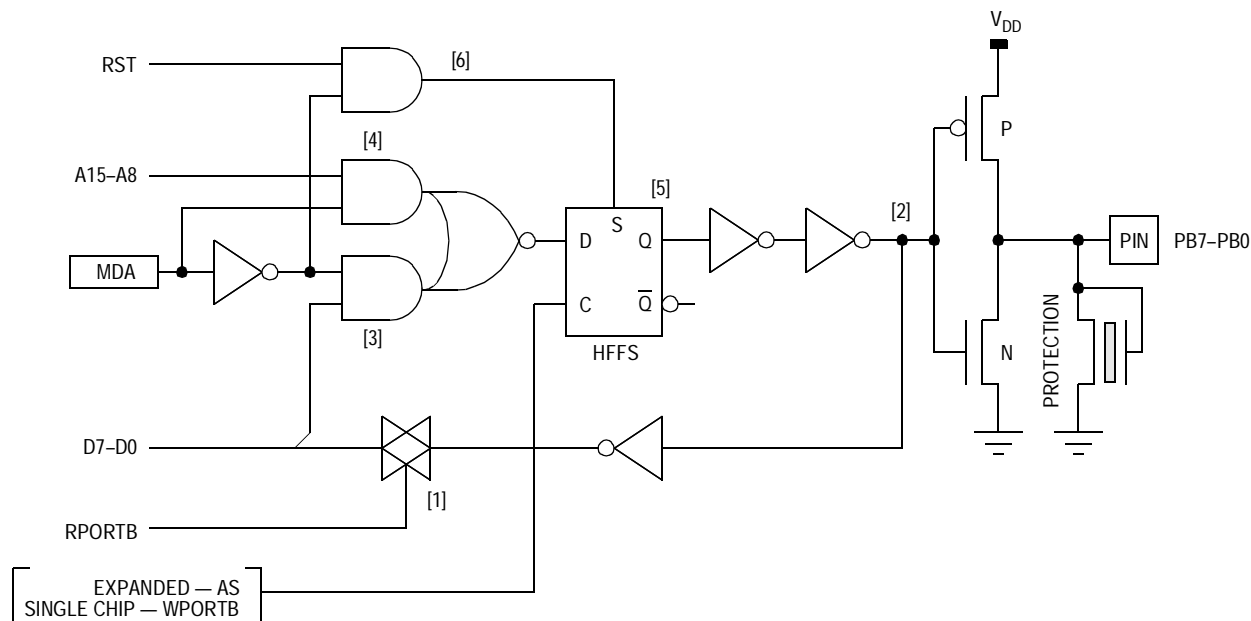 V_DD
RST
[6]
[4]
P
A15–A8
[5]
[2]
S
D
Q
PIN
PB7–PB0
MDA
C
Q̅
[3]
HFFS
N
PROTECTION
D7–D0
[1]
RPORTB
EXPANDED — AS
SINGLE CHIP — WPORTB